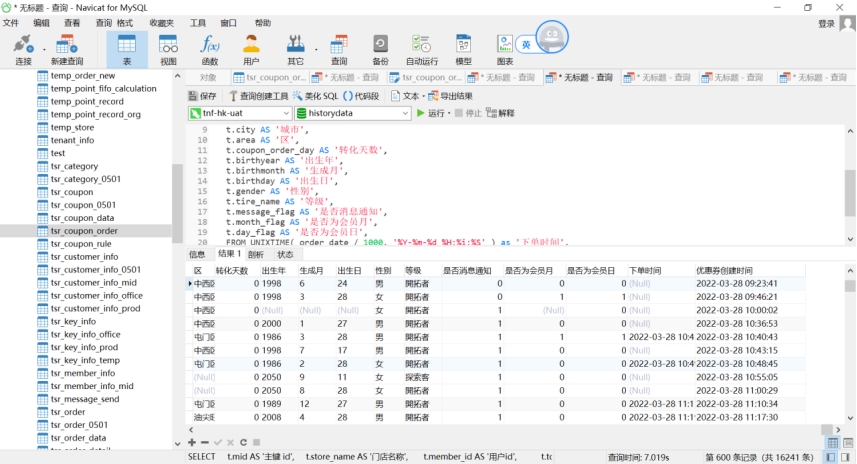 * 无标题 - 查询 - Navicat for MySQL
文件 编辑 查看 查询 格式 收藏夹 工具 窗口 帮助
登录
连接 新建查询 表 视图 函数 用户 其它 查询 备份 自动运行 模型 图表
英
对象 tsr_coupon_or... * 无标题 - 查询 tsr_coupon_or... * 无标题 - 查询 * 无标题 - 查询 * 无标题 - 查询 * 无标题 - 查询 * 无标题 - 查询
保存 查询创建工具 美化 SQL () 代码段 文本 导出结果
tnf-hk-uat historydata 运行 停止 解释
temp_order_new
temp_point_fifo_calculation
temp_point_record
temp_point_record_org
temp_store
tenant_info
test
tsr_category
tsr_category_0501
tsr_coupon
tsr_coupon_0501
tsr_coupon_data
tsr_coupon_order
tsr_coupon_rule
tsr_customer_info
tsr_customer_info_0501
tsr_customer_info_mid
tsr_customer_info_office
tsr_customer_info_prod
tsr_key_info
tsr_key_info_office
tsr_key_info_prod
tsr_key_info_temp
tsr_member_info
tsr_member_info_mid
tsr_message_send
tsr_order
tsr_order_0501
tsr_order_data
9 t.city AS '城市',
10 t.area AS '区',
11 t.coupon_order_day AS '转化天数',
12 t.birthyear AS '出生年',
13 t.birthmonth AS '生成月',
14 t.birthday AS '出生日',
15 t.gender AS '性别',
16 t.tire_name AS '等级',
17 t.message_flag AS '是否消息通知',
18 t.month_flag AS '是否为会员月',
19 t.day_flag AS '是否为会员日',
20 FROM_UNIXTIME( order_date / 1000, '%Y-%m-%d %H:%i:%S' ) as '下单时间',
信息 结果 1 剖析 状态
区 转化天数 出生年 生成月 出生日 性别 等级 是否消息通知 是否为会员月 是否为会员日 下单时间 优惠券创建时间
中西區 0 1998 6 24 男 開拓者 0 0 0 (Null) 2022-03-28 09:23:41
中西區 0 1998 3 28 女 開拓者 0 1 1 (Null) 2022-03-28 09:46:21
中西區 0 (Null) (Null) (Null) 男 開拓者 1 (Null) 0 (Null) 2022-03-28 10:00:02
中西區 0 2000 1 27 男 開拓者 1 0 0 (Null) 2022-03-28 10:36:53
屯门區 0 1986 3 28 男 開拓者 1 1 1 2022-03-28 10:4 2022-03-28 10:40:43
中西區 0 1998 7 17 男 開拓者 1 0 0 (Null) 2022-03-28 10:43:15
中西區 0 1986 2 28 女 開拓者 1 0 0 2022-03-28 10:4 2022-03-28 10:48:45
(Null) 0 2050 9 11 女 探索客 1 0 0 (Null) 2022-03-28 10:55:05
(Null) 0 2050 8 28 女 開拓者 1 0 0 (Null) 2022-03-28 11:00:29
屯门區 0 1989 12 27 男 開拓者 1 0 0 2022-03-28 11:1 2022-03-28 11:10:34
油尖旺 0 2008 4 28 男 開拓者 1 0 0 2022-03-28 11:1 2022-03-28 11:17:30
SELECT t.mid AS '主键 id', t.store_name AS '门店名称', t.member_id AS '用户id', t.tc 查询时间: 7.019s 第 600 条记录 (共 16241 条)